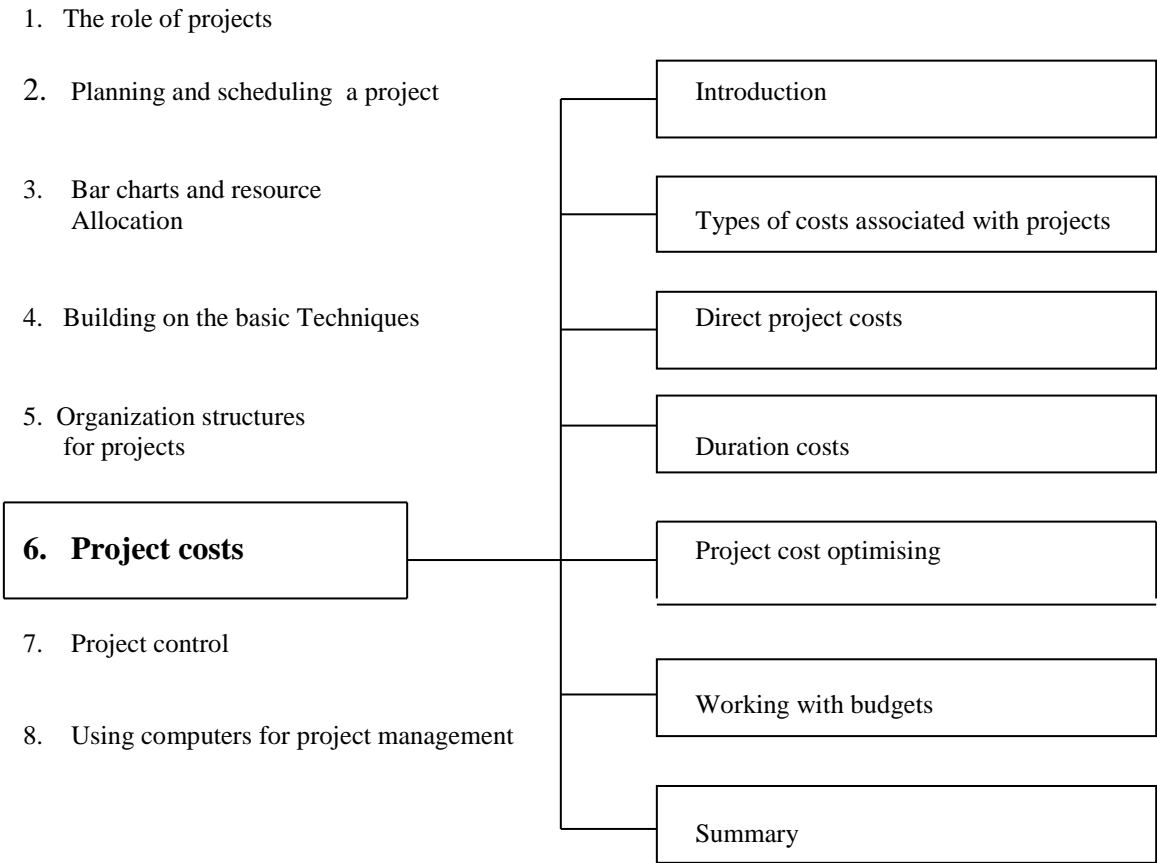 1. The role of projects
2. Planning and scheduling a project
3. Bar charts and resource
Allocation
4. Building on the basic Techniques
5. Organization structures
for projects
6. Project costs
7. Project control
8. Using computers for project management
Introduction
Types of costs associated with projects
Direct project costs
Duration costs
Project cost optimising
Working with budgets
Summary